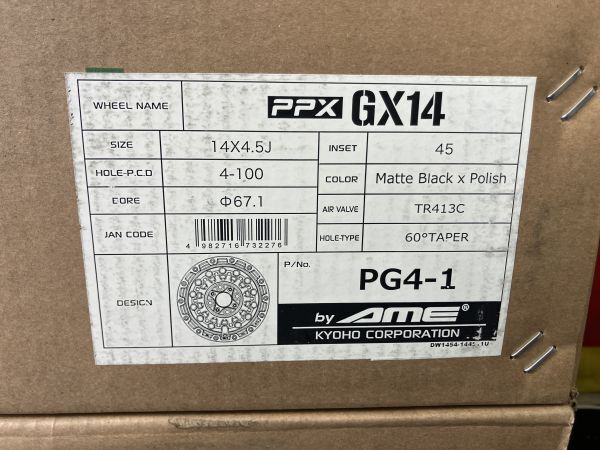 WHEEL NAME PPX GX14
SIZE 14X4.5J INSET 45
HOLE-P.C.D 4-100 COLOR Matte Black x Polish
CORE Φ67.1 AIR VALVE TR413C
JAN CODE 4 982716 732276 HOLE-TYPE 60°TAPER
P/No. PG4-1
DESIGN
by AME®
KYOHO CORPORATION